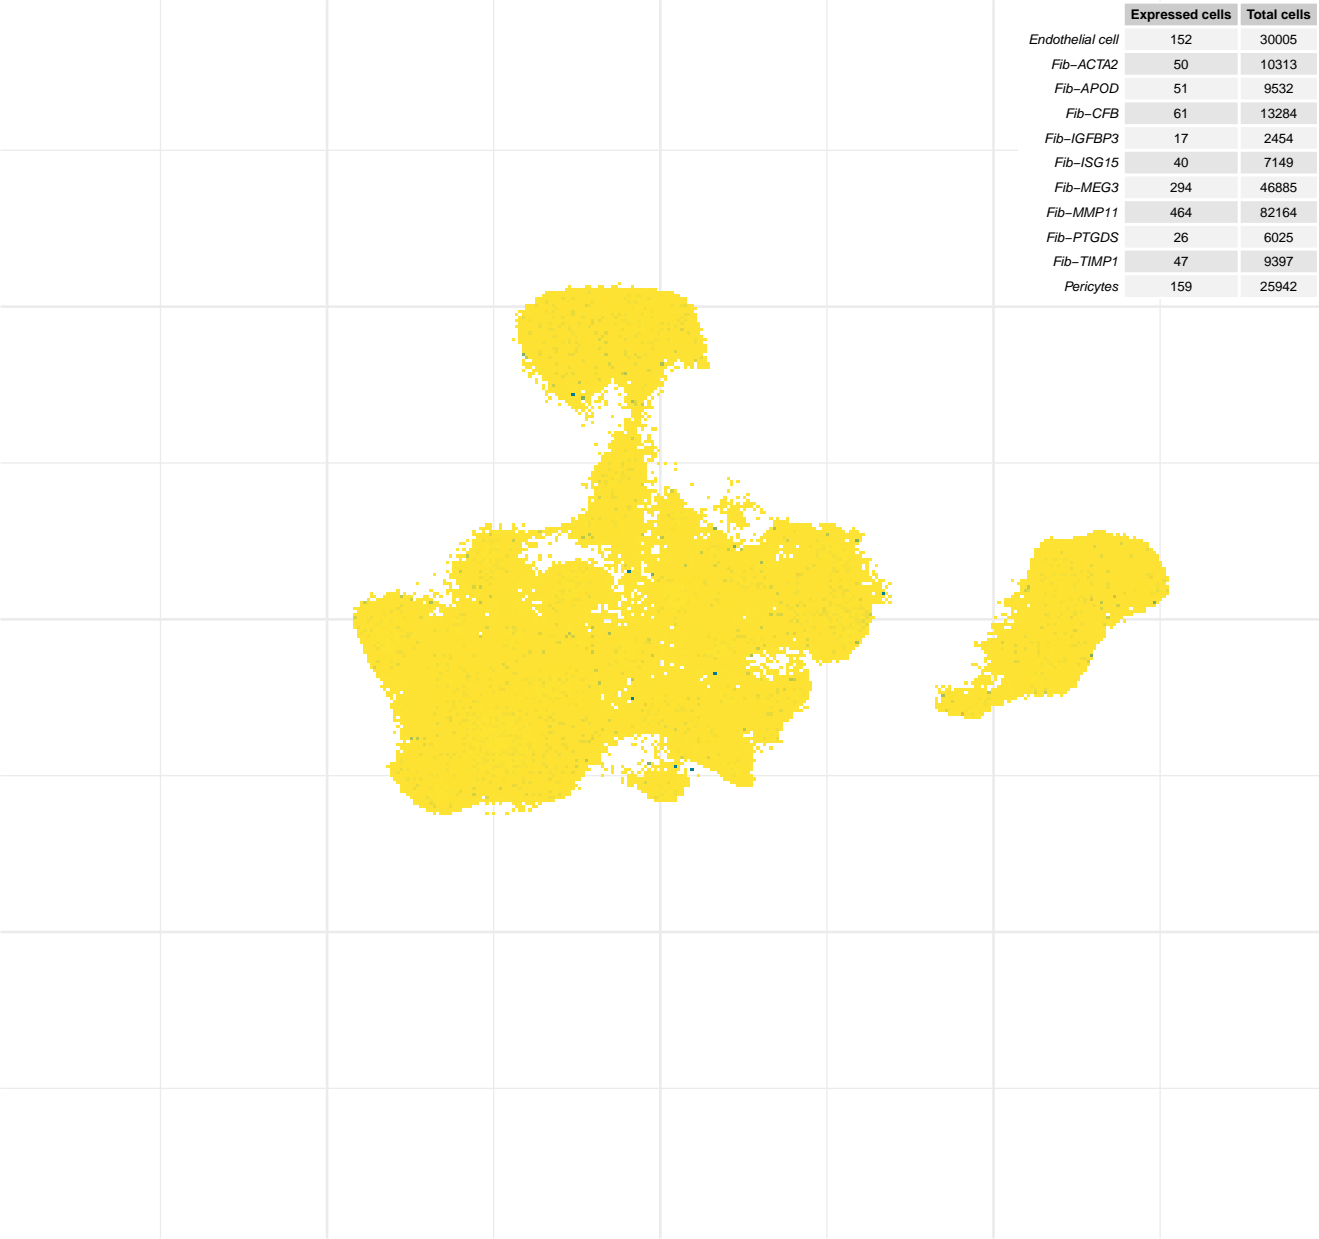 Expressed cells Total cells
Endothelial cell 152 30005
Fib−ACTA2 50 10313
Fib−APOD 51 9532
Fib−CFB 61 13284
Fib−IGFBP3 17 2454
Fib−ISG15 40 7149
Fib−MEG3 294 46885
Fib−MMP11 464 82164
Fib−PTGDS 26 6025
Fib−TIMP1 47 9397
Pericytes 159 25942